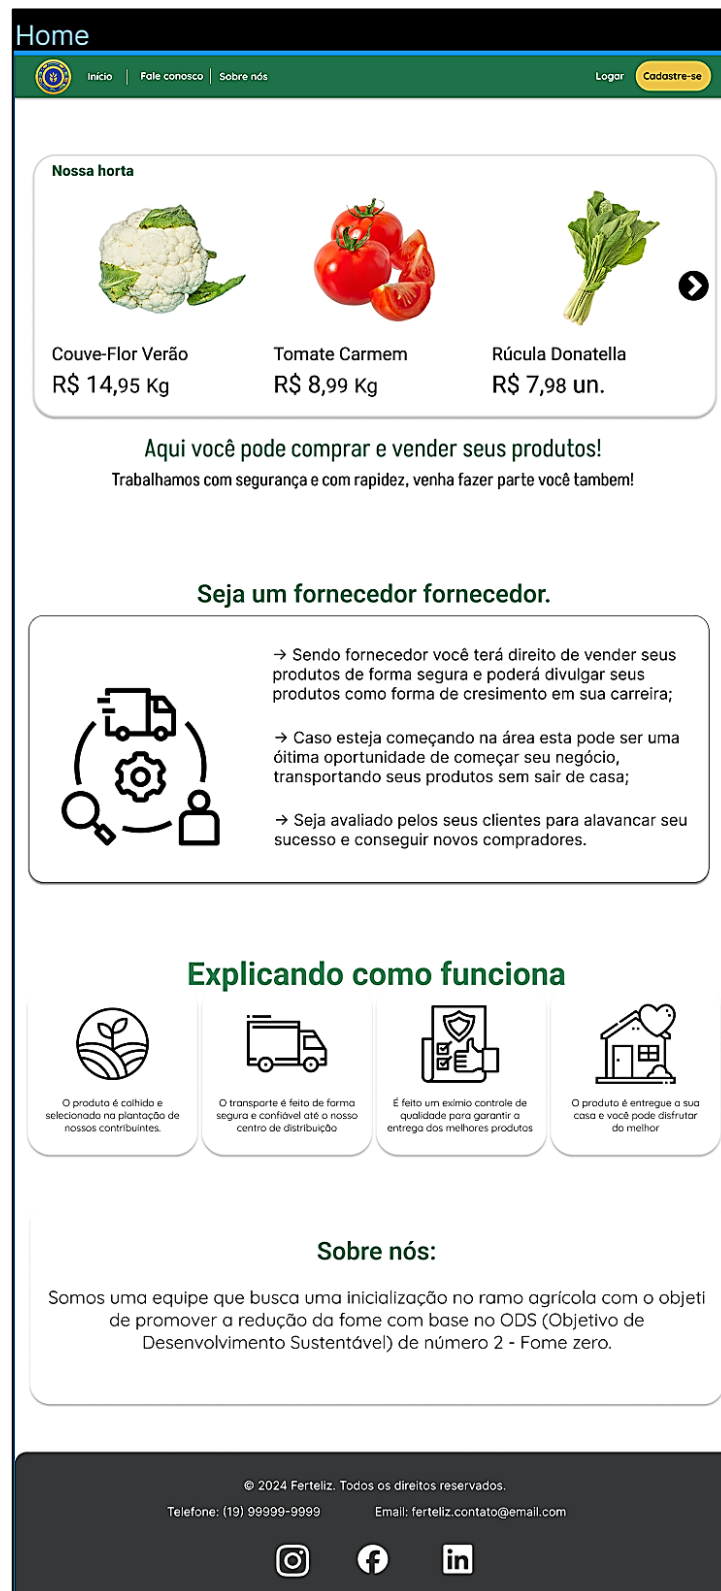 Home
Início
Fale conosco
Sobre nós
Logar
Cadastre-se
Nossa horta
Couve-Flor Verão
R$ 14,95 Kg
Tomate Carmem
R$ 8,99 Kg
Rúcula Donatella
R$ 7,98 un.
Aqui você pode comprar e vender seus produtos!
Trabalhamos com segurança e com rapidez, venha fazer parte você tambem!
Seja um fornecedor fornecedor.
→ Sendo fornecedor você terá direito de vender seus
produtos de forma segura e poderá divulgar seus
produtos como forma de cresimento em sua carreira;
→ Caso esteja começando na área esta pode ser uma
óitima oportunidade de começar seu negócio,
transportando seus produtos sem sair de casa;
→ Seja avaliado pelos seus clientes para alavancar seu
sucesso e conseguir novos compradores.
Explicando como funciona
O produto é colhido e
selecionado na plantação de
nossos contribuintes.
O transporte é feito de forma
segura e confiável até o nosso
centro de distribuição
É feito um exímio controle de
qualidade para garantir a
entrega dos melhores produtos
O produto é entregue a sua
casa e você pode disfrutar
do melhor
Sobre nós:
Somos uma equipe que busca uma inicialização no ramo agrícola com o objeti
de promover a redução da fome com base no ODS (Objetivo de
Desenvolvimento Sustentável) de número 2 - Fome zero.
© 2024 Ferteliz. Todos os direitos reservados.
Telefone: (19) 99999-9999
Email: ferteliz.contato@email.com